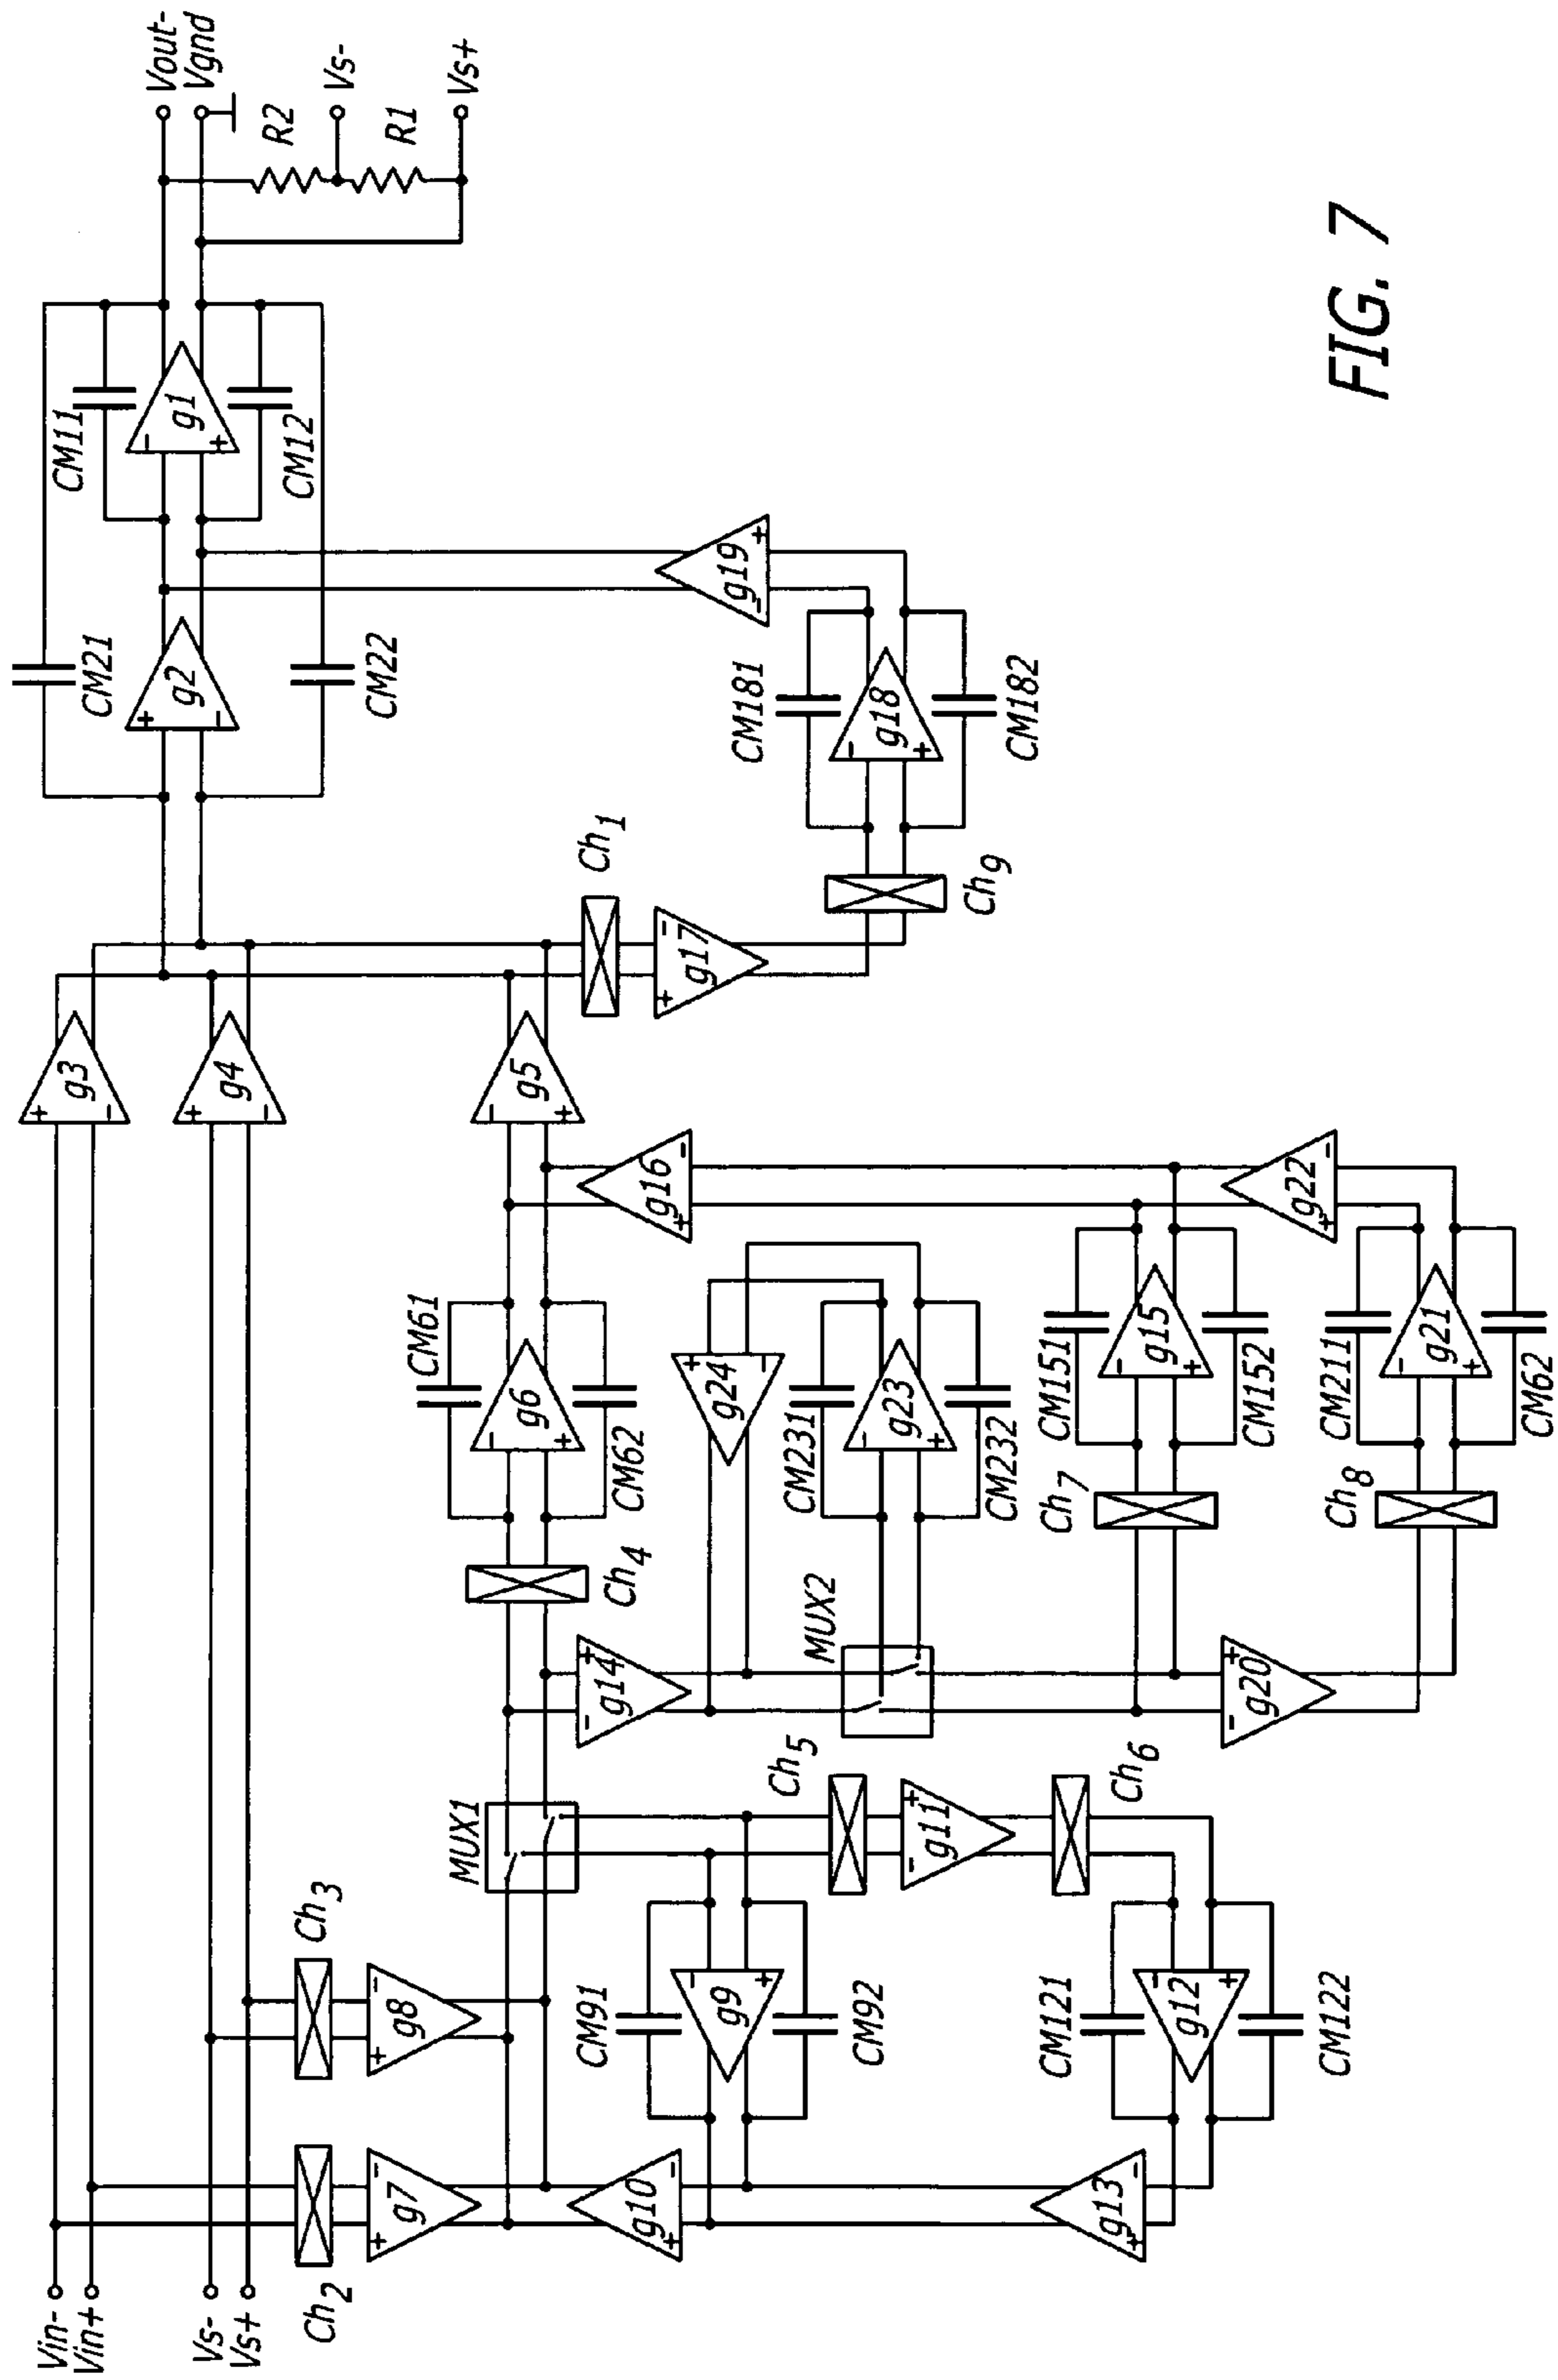 Vin-
Vin+
Vs-
Vs+
Ch2
+ g7 -
Ch3
+ g8 -
+ g3 -
+ g4 -
CM21
+ g2 -
CM22
CM11
- g1 +
CM12
Vout-
Vgnd
R2
Vs-
R1
Vs+
MUX1
Ch4
CM61
- g6 +
CM62
- g5 +
Ch1
+ g17 -
Ch9
CM181
- g18 +
CM182
- g19 +
+ g10 -
CM91
- g9 +
CM92
Ch5
- g11 +
Ch6
- g14 +
MUX2
+ g24 -
CM231
- g23 +
CM232
+ g16 -
+ g13 -
CM121
- g12 +
CM122
Ch7
CM151
- g15 +
CM152
- g20 +
Ch8
CM211
- g21 +
CM62
+ g22 -
FIG. 7